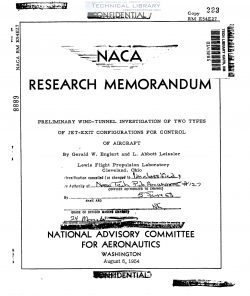 TECHNICAL LIBRARY
CONFIDENTIAL
Copy 223
RM E54E27
NACA RM E54E27
NACA
RESEARCH MEMORANDUM
8889
PRELIMINARY WIND-TUNNEL INVESTIGATION OF TWO TYPES
OF JET-EXIT CONFIGURATIONS FOR CONTROL
OF AIRCRAFT
By Gerald W. Englert and L. Abbott Leissler
Lewis Flight Propulsion Laboratory
Cleveland, Ohio
NATIONAL ADVISORY COMMITTEE
FOR AERONAUTICS
WASHINGTON
August 6, 1954
CONFIDENTIAL